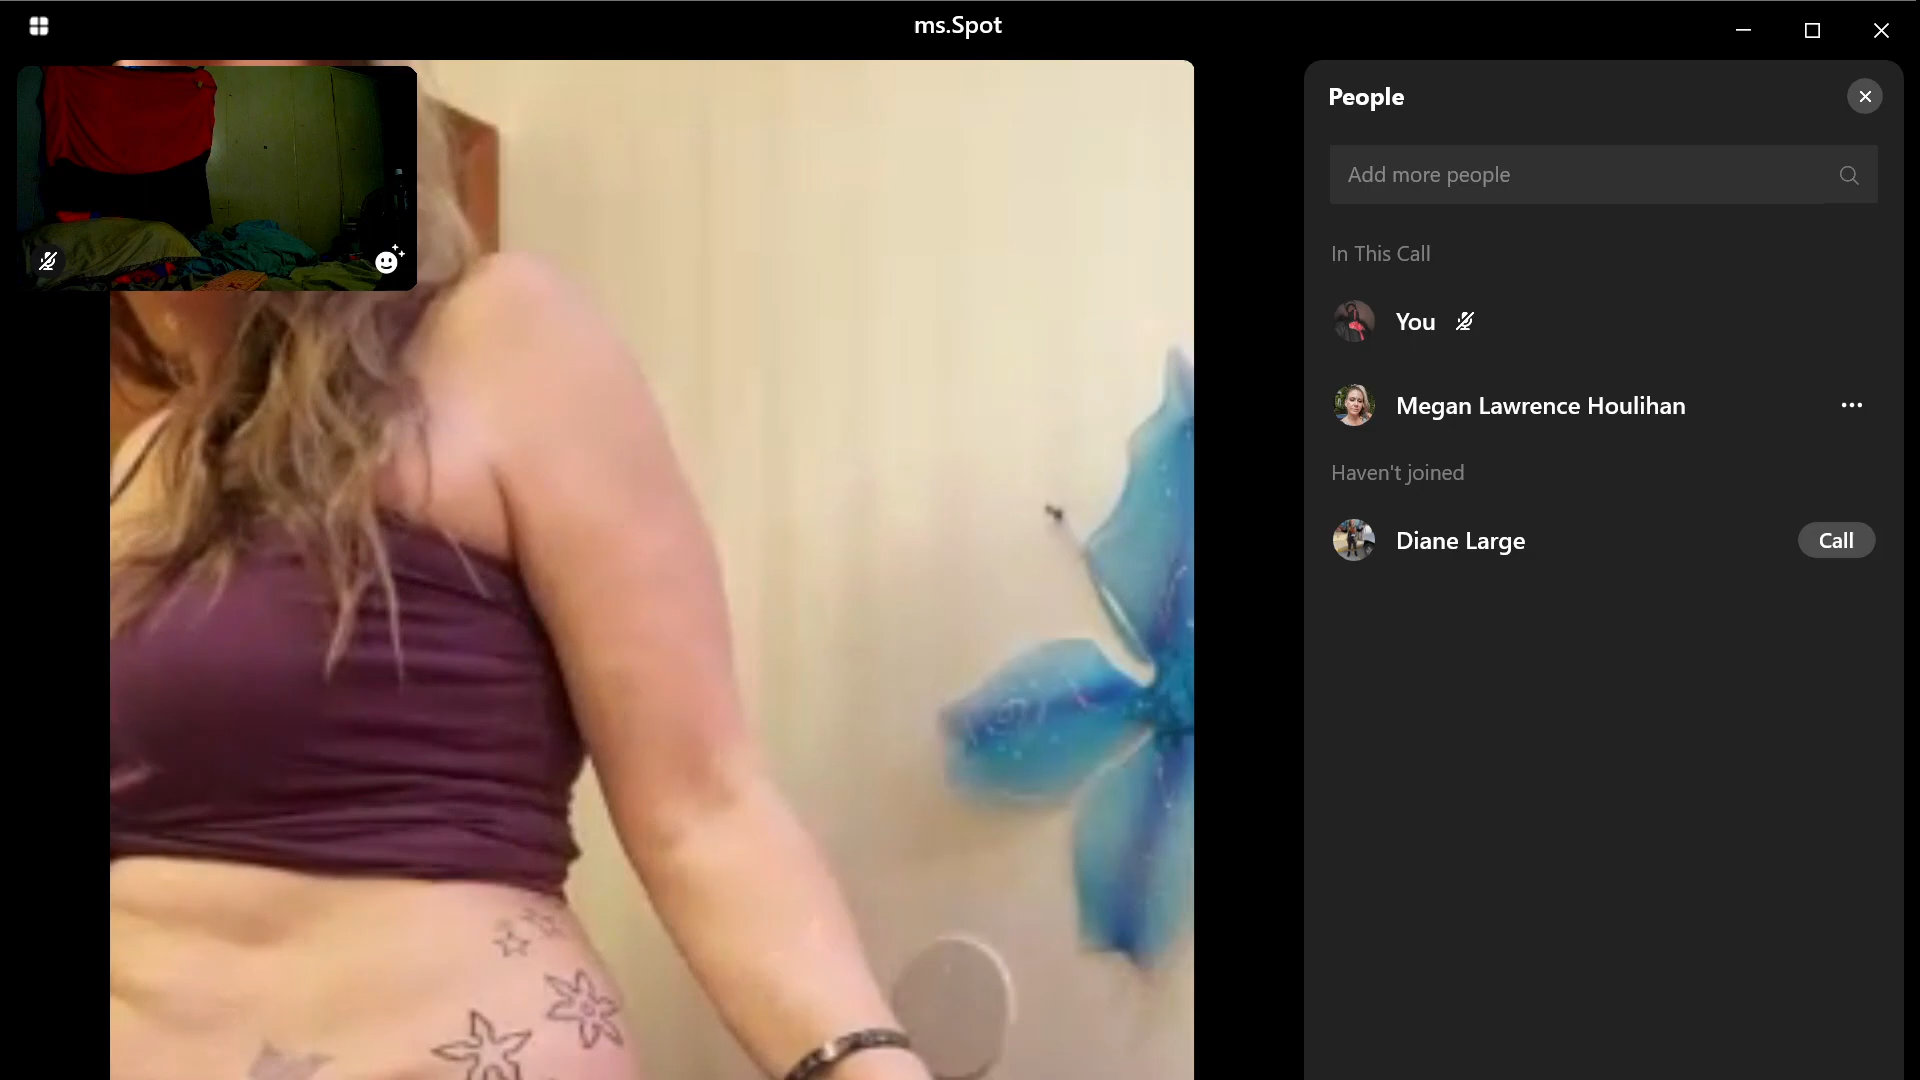 ms.Spot
People
Add more people
In This Call
You
Megan Lawrence Houlihan
Haven't joined
Diane Large
Call